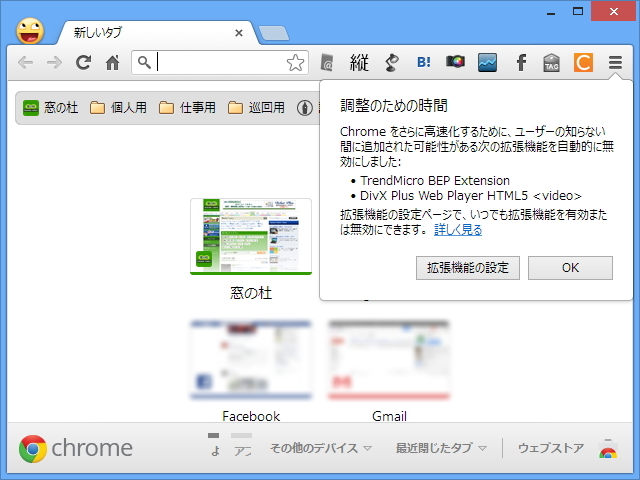 新しいタブ
縦
B!
f
TAG
C
窓の杜
個人用
仕事用
巡回用
調整のための時間
Chrome をさらに高速化するために、ユーザーの知らない
間に追加された可能性がある次の拡張機能を自動的に無
効にしました:
• TrendMicro BEP Extension
• DivX Plus Web Player HTML5 <video>
拡張機能の設定ページで、いつでも拡張機能を有効また
は無効にできます。 詳しく見る
拡張機能の設定
OK
窓の杜
Facebook
Gmail
chrome
その他のデバイス
最近閉じたタブ
ウェブストア